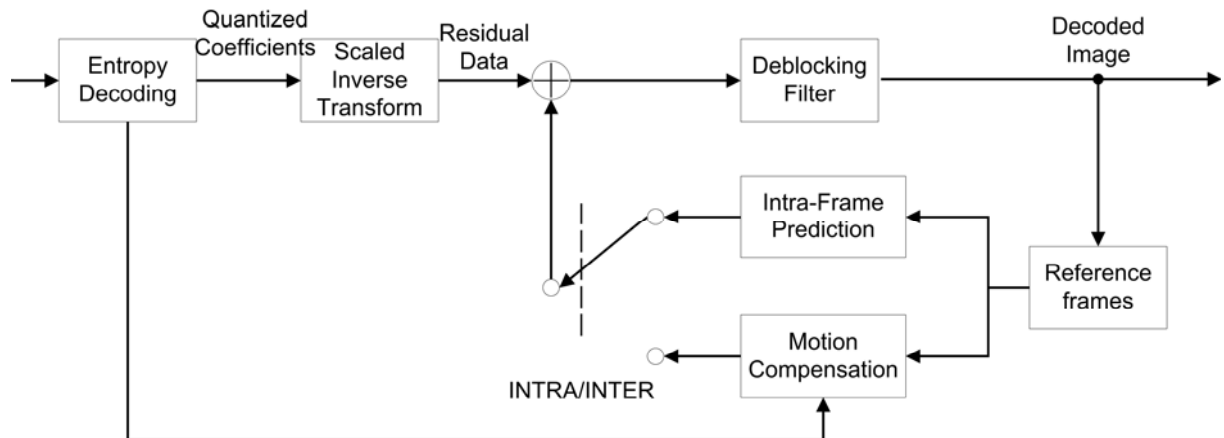 Quantized
Coefficients
Residual
Data
Decoded
Image
Entropy
Decoding
Scaled
Inverse
Transform
Deblocking
Filter
Intra-Frame
Prediction
Reference
frames
Motion
Compensation
INTRA/INTER